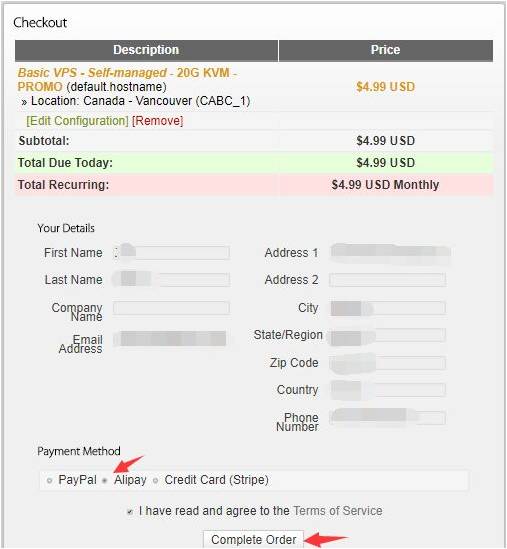 Checkout
Description Price
Basic VPS - Self-managed - 20G KVM -
PROMO (default.hostname) $4.99 USD
» Location: Canada - Vancouver (CABC_1)
[Edit Configuration] [Remove]
Subtotal: $4.99 USD
Total Due Today: $4.99 USD
Total Recurring: $4.99 USD Monthly
Your Details
First Name Address 1
Last Name Address 2
Company
Name
City
Email
Address
State/Region
Zip Code
Country
Phone
Number
Payment Method
PayPal Alipay Credit Card (Stripe)
I have read and agree to the Terms of Service
Complete Order